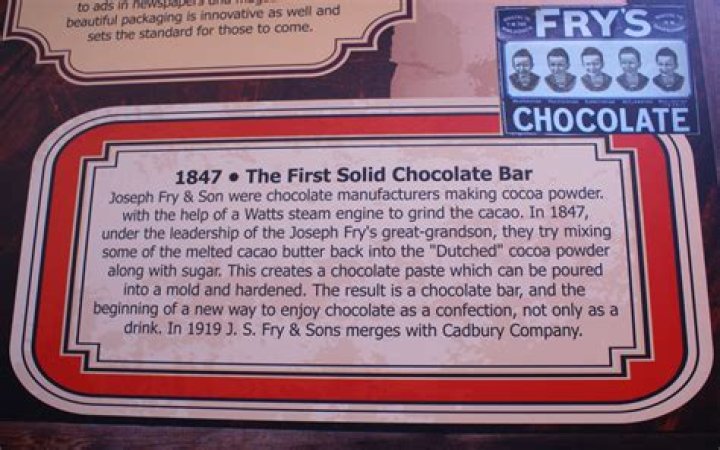 to ads in newspapers and
beautiful packaging is innovative as well and
sets the standard for those to come.
FRY'S
CHOCOLATE
1847 • The First Solid Chocolate Bar
Joseph Fry & Son were chocolate manufacturers making cocoa powder.
with the help of a Watts steam engine to grind the cacao. In 1847,
under the leadership of the Joseph Fry's great-grandson, they try mixing
some of the melted cacao butter back into the "Dutched" cocoa powder
along with sugar. This creates a chocolate paste which can be poured
into a mold and hardened. The result is a chocolate bar, and the
beginning of a new way to enjoy chocolate as a confection, not only as a
drink. In 1919 J. S. Fry & Sons merges with Cadbury Company.